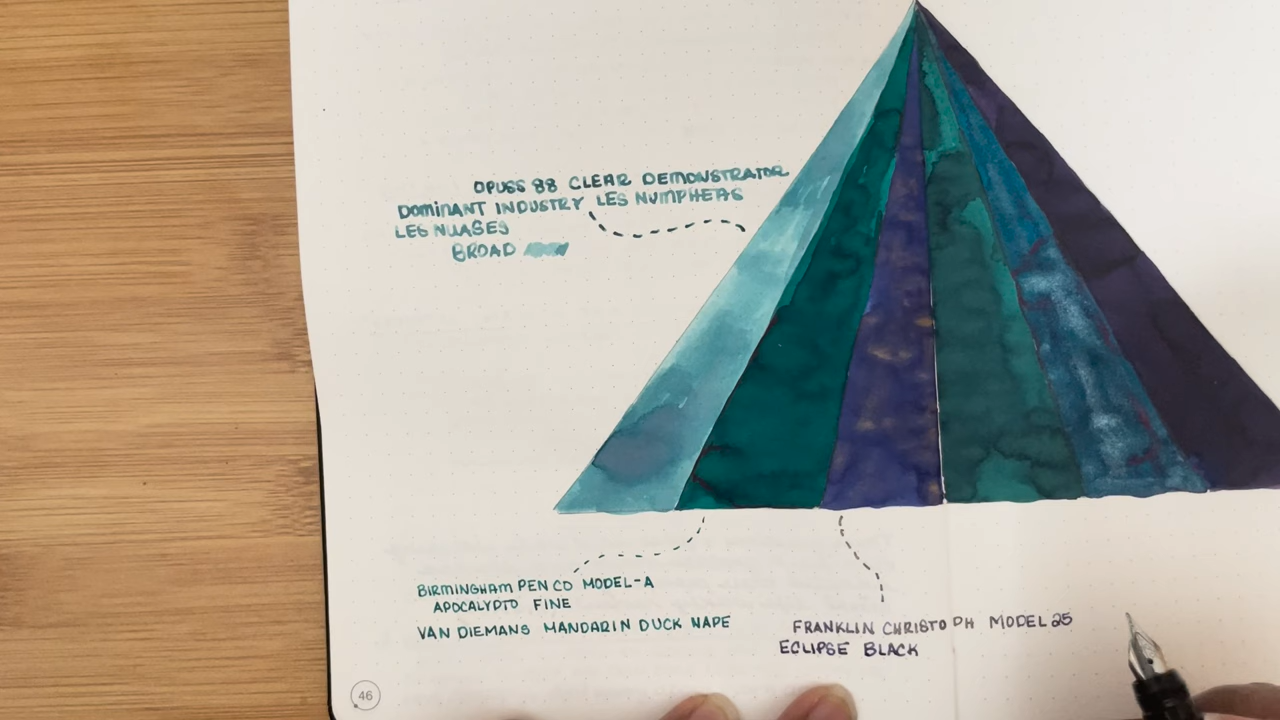 OPUSS 88 CLEAR DEMONSTRATOR
DOMINANT INDUSTRY LES NUMPHEAS
LES NUAGES
BROAD
BIRMINGHAM PEN CO MODEL-A
APOCALYPTO FINE
VAN DIEMANS MANDARIN DUCK NAPE
FRANKLIN CHRISTOPH MODEL 25
ECLIPSE BLACK
46